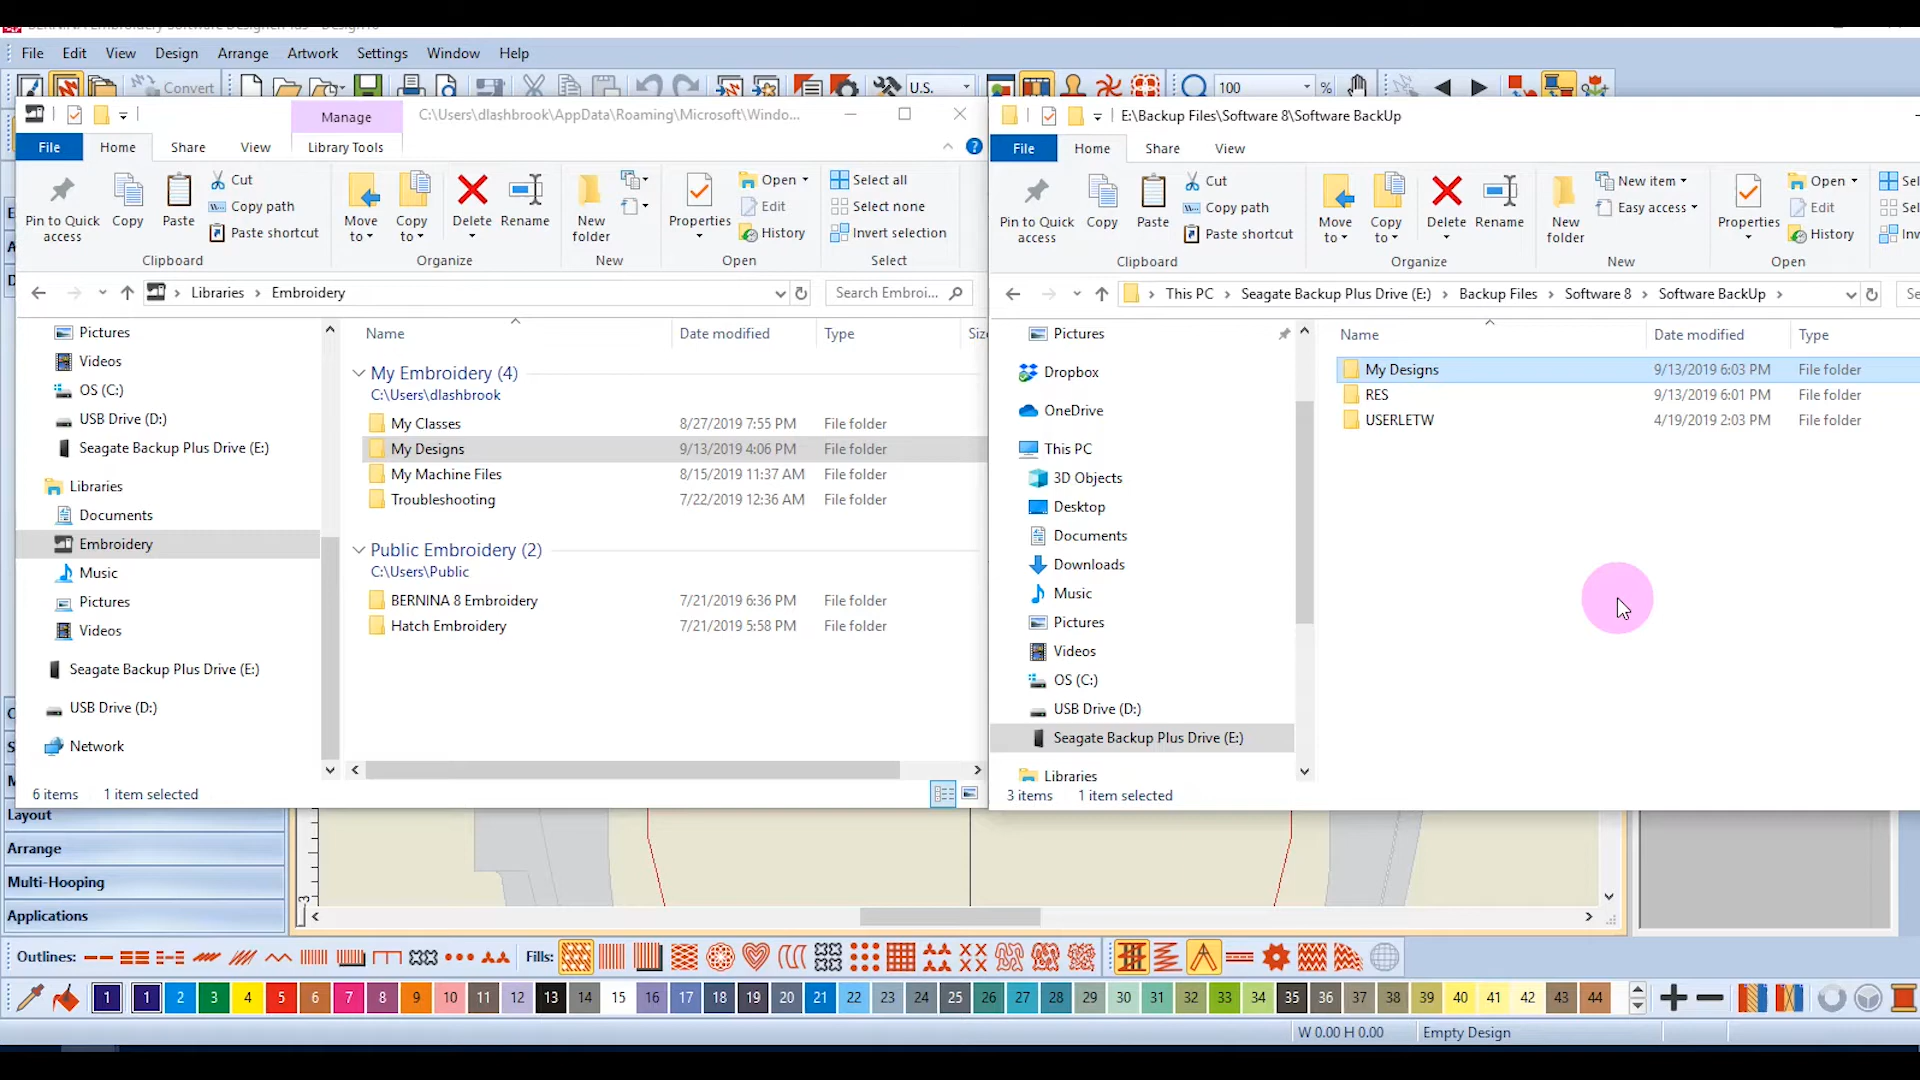 File Edit View Design Arrange Artwork Settings Window Help
Convert U.S. 100 %
Manage C:\Users\dlashbrook\AppData\Roaming\Microsoft\Windo...
File Home Share View Library Tools
Pin to Quick access Copy Paste Cut Copy path Paste shortcut Move to Copy to Delete Rename New folder Properties Open Edit History Select all Select none Invert selection
Clipboard Organize New Open Select
Libraries Embroidery Search Embroi...
Pictures
Videos
OS (C:)
USB Drive (D:)
Seagate Backup Plus Drive (E:)
Libraries
Documents
Embroidery
Music
Pictures
Videos
Seagate Backup Plus Drive (E:)
USB Drive (D:)
Network
Name Date modified Type
My Embroidery (4)
C:\Users\dlashbrook
My Classes 8/27/2019 7:55 PM File folder
My Designs 9/13/2019 4:06 PM File folder
My Machine Files 8/15/2019 11:37 AM File folder
Troubleshooting 7/22/2019 12:36 AM File folder
Public Embroidery (2)
C:\Users\Public
BERNINA 8 Embroidery 7/21/2019 6:36 PM File folder
Hatch Embroidery 7/21/2019 5:58 PM File folder
6 items 1 item selected
E:\Backup Files\Software 8\Software BackUp
File Home Share View
Pin to Quick access Copy Paste Cut Copy path Paste shortcut Move to Copy to Delete Rename New folder New item Easy access Properties Open Edit History
Clipboard Organize New Open
This PC Seagate Backup Plus Drive (E:) Backup Files Software 8 Software BackUp
Pictures
Dropbox
OneDrive
This PC
3D Objects
Desktop
Documents
Downloads
Music
Pictures
Videos
OS (C:)
USB Drive (D:)
Seagate Backup Plus Drive (E:)
Libraries
Name Date modified Type
My Designs 9/13/2019 6:03 PM File folder
RES 9/13/2019 6:01 PM File folder
USERLETW 4/19/2019 2:03 PM File folder
3 items 1 item selected
Layout
Arrange
Multi-Hooping
Applications
Outlines: Fills:
1 1 2 3 4 5 6 7 8 9 10 11 12 13 14 15 16 17 18 19 20 21 22 23 24 25 26 27 28 29 30 31 32 33 34 35 36 37 38 39 40 41 42 43 44
W 0.00 H 0.00 Empty Design